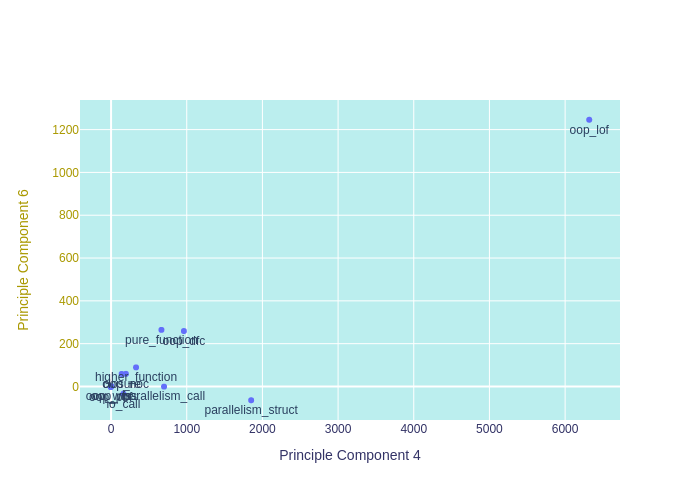 1200
1000
800
600
400
200
0
Principle Component 6
oop_lof
pure_function
oop_dfc
higher_function
parallelism_call
io_call
parallelism_struct
0
1000
2000
3000
4000
5000
6000
Principle Component 4